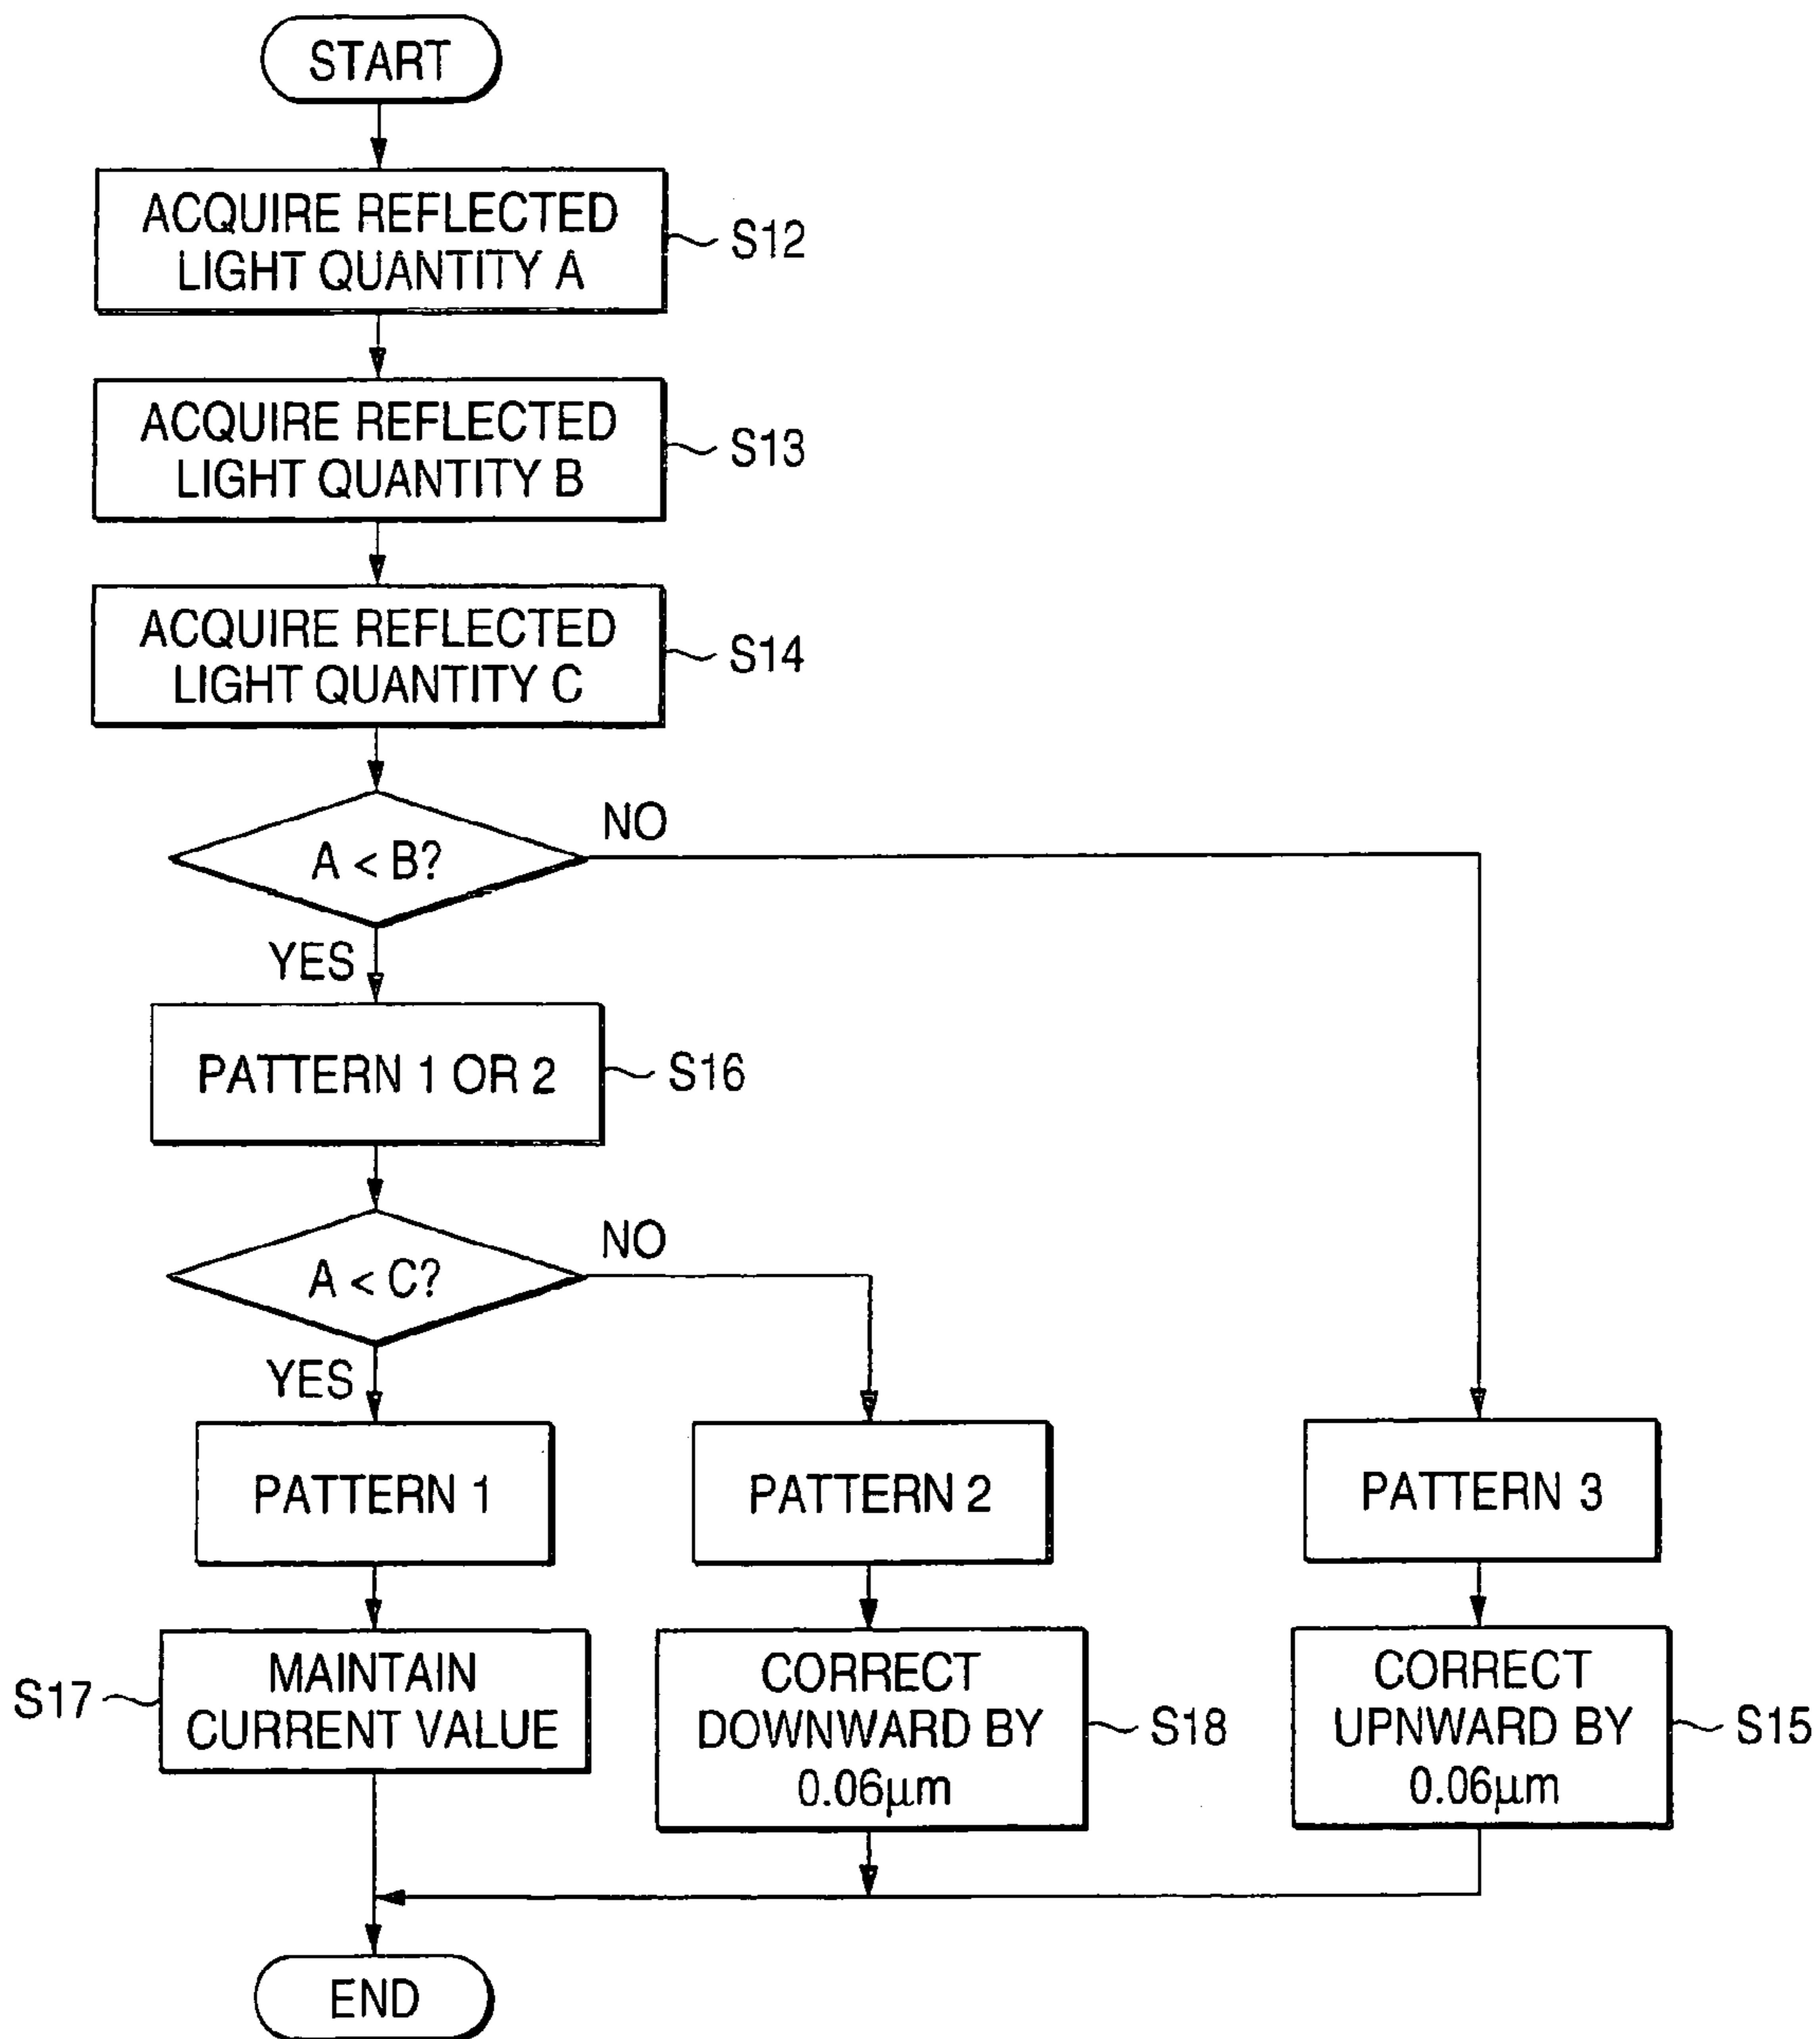 START
ACQUIRE REFLECTED
LIGHT QUANTITY A
S12
ACQUIRE REFLECTED
LIGHT QUANTITY B
S13
ACQUIRE REFLECTED
LIGHT QUANTITY C
S14
A < B?
NO
YES
PATTERN 1 OR 2
S16
A < C?
NO
YES
PATTERN 1
PATTERN 2
PATTERN 3
S17
MAINTAIN
CURRENT VALUE
CORRECT
DOWNWARD BY
0.06μm
S18
CORRECT
UPNWARD BY
0.06μm
S15
END